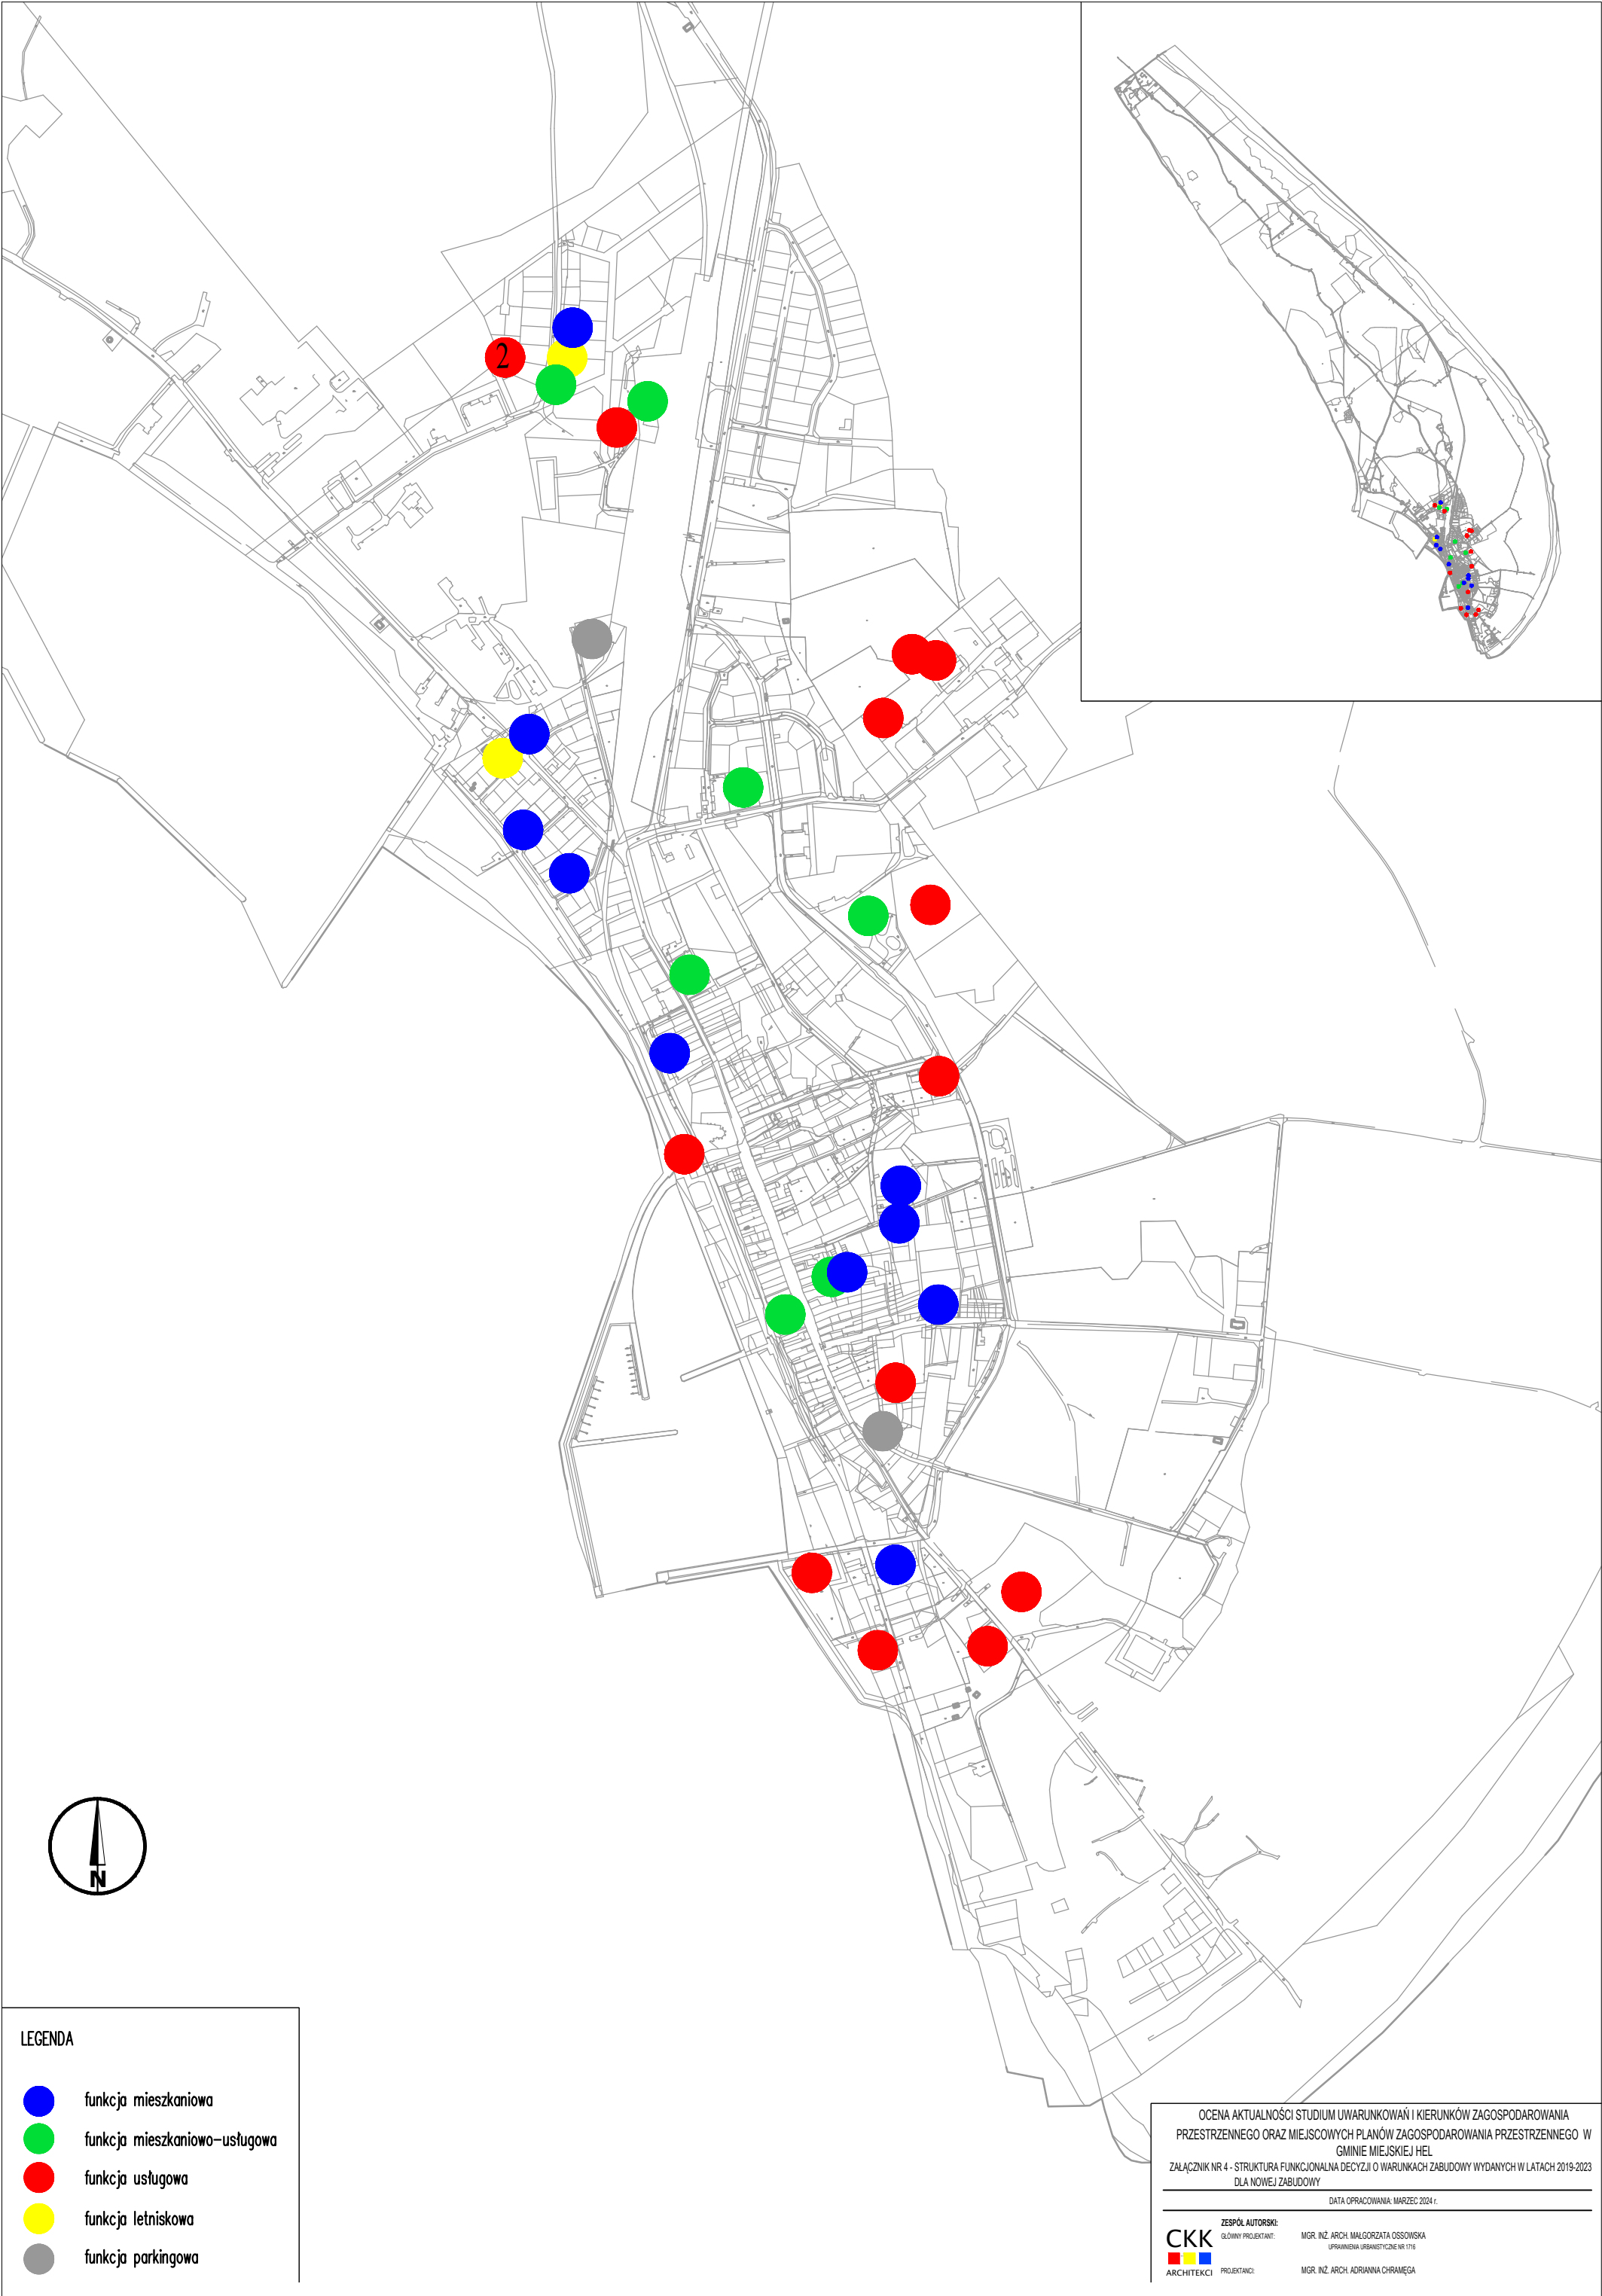 2
N
LEGENDA
funkcja mieszkaniowa
funkcja mieszkaniowo-usługowa
funkcja usługowa
funkcja letniskowa
funkcja parkingowa
OCENA AKTUALNOŚCI STUDIUM UWARUNKOWAŃ I KIERUNKÓW ZAGOSPODAROWANIA
PRZESTRZENNEGO ORAZ MIEJSCOWYCH PLANÓW ZAGOSPODAROWANIA PRZESTRZENNEGO W
GMINIE MIEJSKIEJ HEL
ZAŁĄCZNIK NR 4 - STRUKTURA FUNKCJONALNA DECYZJI O WARUNKACH ZABUDOWY WYDANYCH W LATACH 2019-2023
DLA NOWEJ ZABUDOWY
DATA OPRACOWANIA: MARZEC 2024 r.
ZESPÓŁ AUTORSKI:
GŁÓWNY PROJEKTANT: MGR. INŻ. ARCH. MAŁGORZATA OSSOWSKA
UPRAWNIENIA URBANISTYCZNE NR 1716
CKK
ARCHITEKCI
PROJEKTANCI: MGR. INŻ. ARCH. ADRIANNA CHRAMĘGA